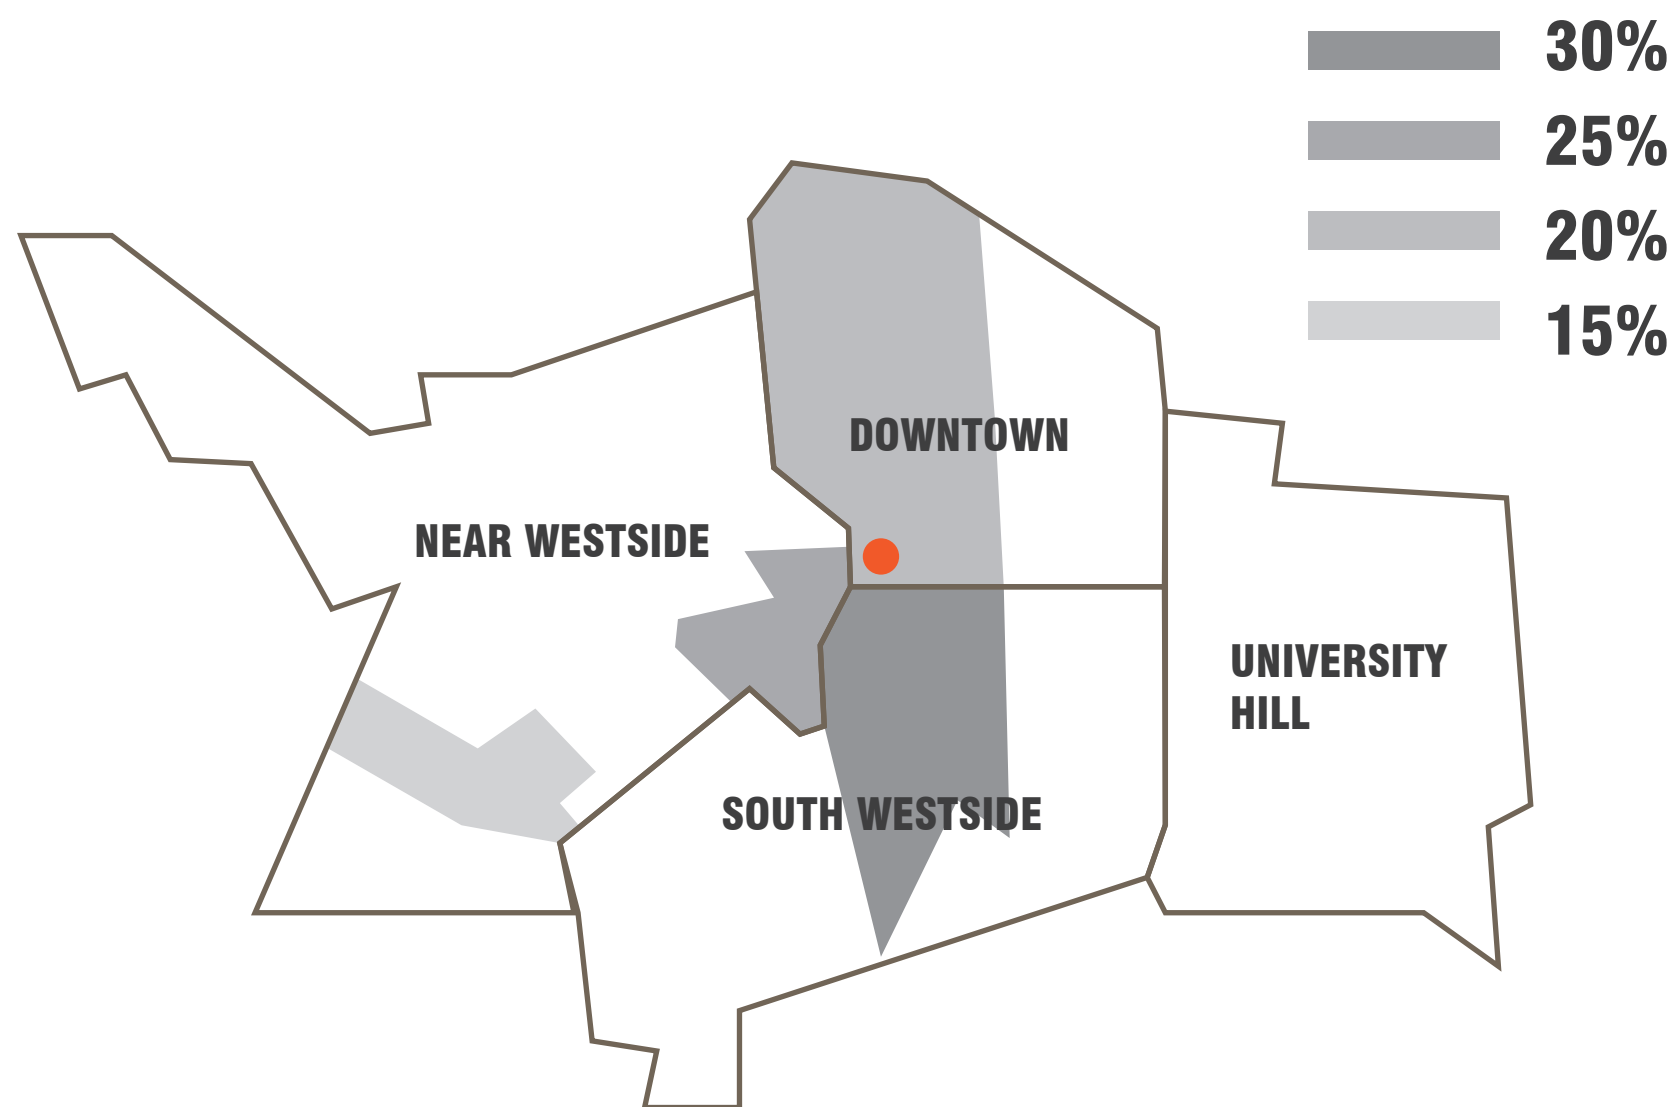 30%
25%
20%
15%
DOWNTOWN
NEAR WESTSIDE
UNIVERSITY
HILL
SOUTH WESTSIDE